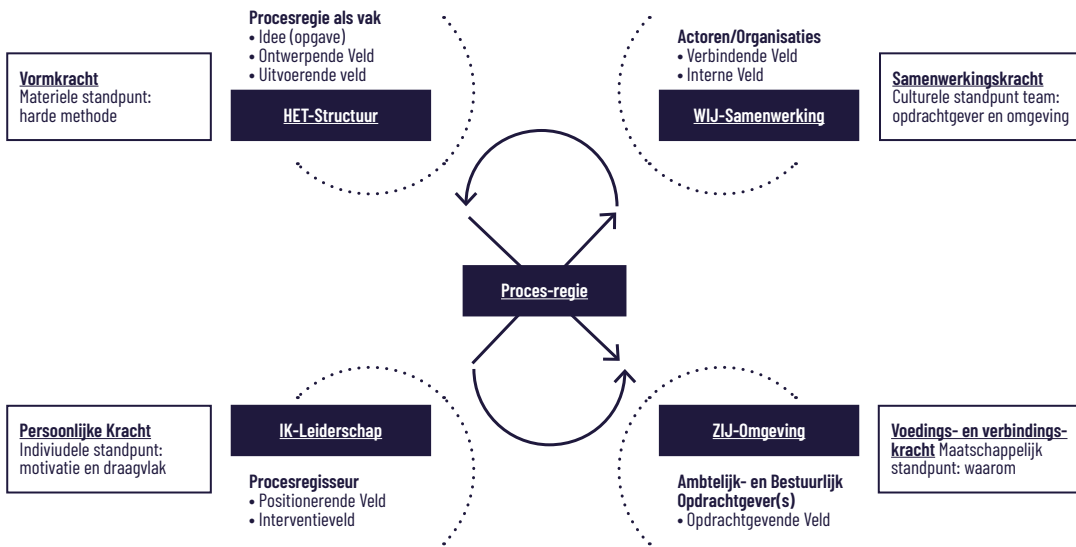 Procesregie als vak
• Idee (opgave)
• Ontwerpende Veld
• Uitvoerende veld
Actoren/Organisaties
• Verbindende Veld
• Interne Veld
Vormkracht
Materiele standpunt:
harde methode
HET-Structuur
WIJ-Samenwerking
Samenwerkingskracht
Culturele standpunt team:
opdrachtgever en omgeving
Proces-regie
Persoonlijke Kracht
Indiviudele standpunt:
motivatie en draagvlak
IK-Leiderschap
ZIJ-Omgeving
Voedings- en verbindings-
kracht Maatschappelijk
standpunt: waarom
Procesregisseur
• Positionerende Veld
• Interventieveld
Ambtelijk- en Bestuurlijk
Opdrachtgever(s)
• Opdrachtgevende Veld